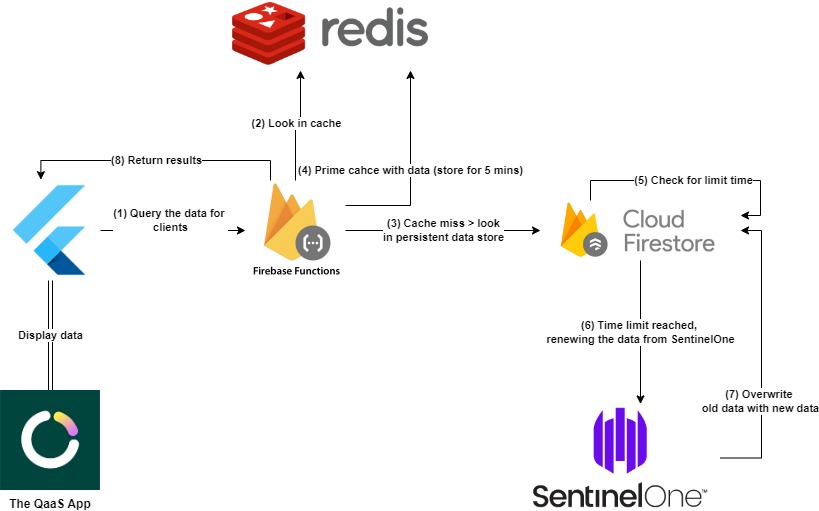 redis
(2) Look in cache
(8) Return results
(4) Prime cahce with data (store for 5 mins)
(5) Check for limit time
(1) Query the data for
clients
(3) Cache miss > look
in persistent data store
Cloud
Firestore
Firebase Functions
Display data
(6) Time limit reached,
renewing the data from SentinelOne
(7) Overwrite
old data with new data
SentinelOne™
The QaaS App